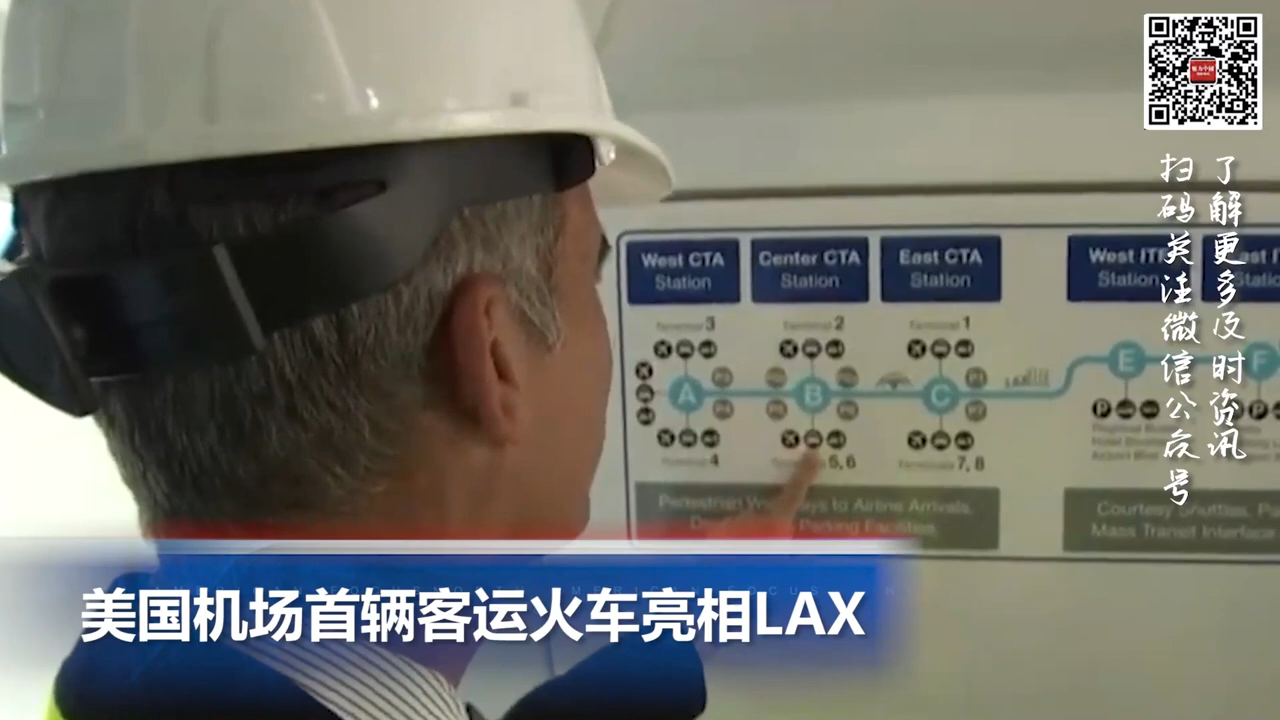 了解更多及时资讯
扫码关注微信公众号
West CTA
Station
Center CTA
Station
East CTA
Station
West IT
Station
Terminal 3
Terminal 2
Terminal 1
A
B
C
E
F
P
LAX
Terminal 4
5, 6
Terminals 7, 8
Pedestrian Walkways to Airline Arrivals,
Parking Facilities.
Courtesy Shuttles,
Mass Transit Interface
美国机场首辆客运火车亮相LAX